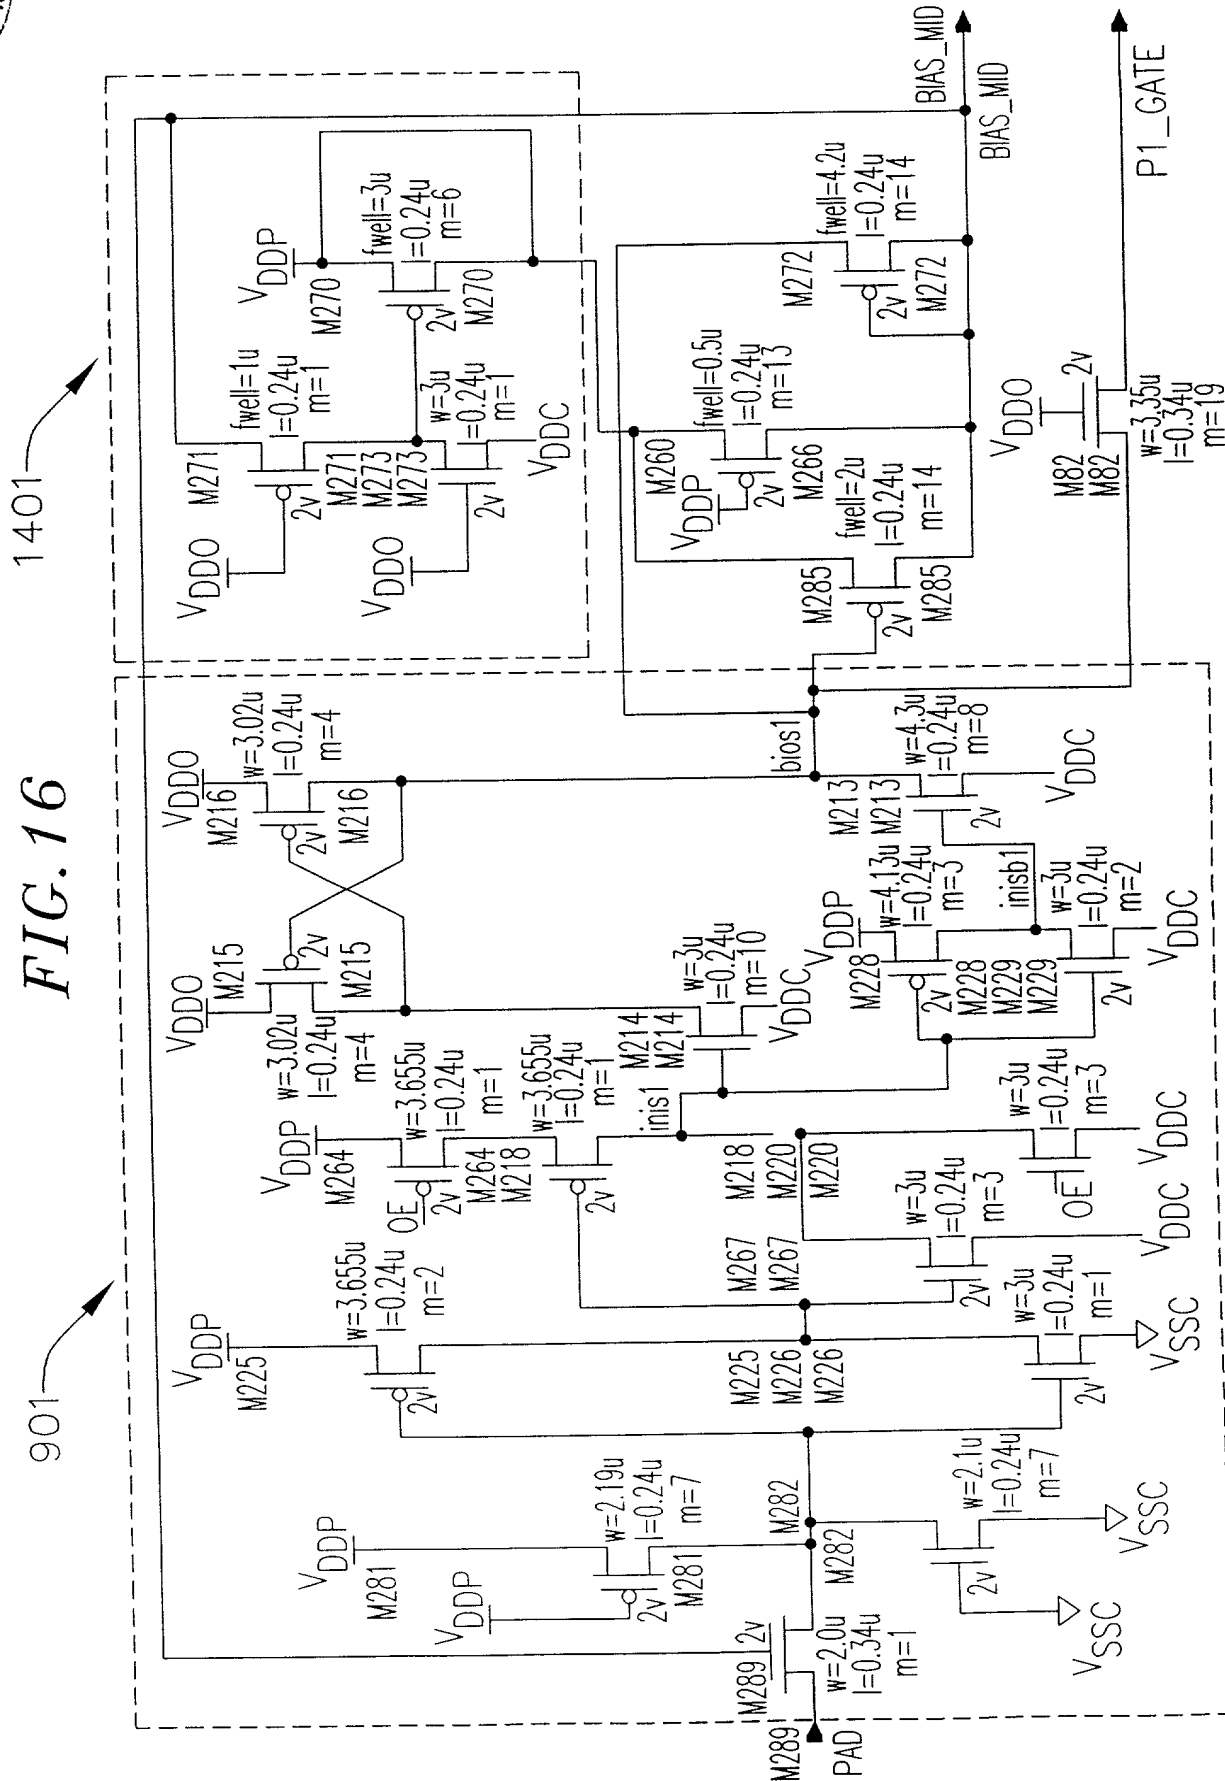 FIG. 16
901
1401
PAD
M289
M289
2v
w=2.0u
l=0.34u
m=1
VDDP
M281
VDDP
2v
M281
w=2.19u
l=0.24u
m=7
M282
M282
2v
w=2.1u
l=0.24u
m=7
VSSC
VSSC
VDDP
M225
2v
w=3.655u
l=0.24u
m=2
M225
M226
M226
2v
w=3u
l=0.24u
m=1
VSSC
VDDP
M264
OE
2v
M264
w=3.655u
l=0.24u
m=1
M218
2v
w=3.655u
l=0.24u
m=1
inis1
M218
M220
M220
M267
M267
2v
w=3u
l=0.24u
m=3
VDDC
OE
w=3u
l=0.24u
m=3
VDDC
VDDO
M215
2v
M215
w=3.02u
l=0.24u
m=4
VDDO
M216
2v
M216
w=3.02u
l=0.24u
m=4
M214
M214
w=3u
l=0.24u
m=10
VDDC
VDDP
M228
2v
M228
w=4.13u
l=0.24u
m=3
inisb1
M229
M229
2v
w=3u
l=0.24u
m=2
VDDC
bios1
M213
M213
2v
w=4.3u
l=0.24u
m=8
VDDC
VDDO
M271
2v
M271
fwell=1u
l=0.24u
m=1
VDDO
M273
M273
2v
w=3u
l=0.24u
m=1
VDDC
VDDP
M270
2v
M270
fwell=3u
l=0.24u
m=6
M260
VDDP
2v
M266
fwell=0.5u
l=0.24u
m=13
M285
2v
M285
fwell=2u
l=0.24u
m=14
M272
2v
M272
fwell=4.2u
l=0.24u
m=14
BIAS_MID
BIAS_MID
VDDO
M82
M82
2v
w=3.35u
l=0.34u
m=19
P1_GATE